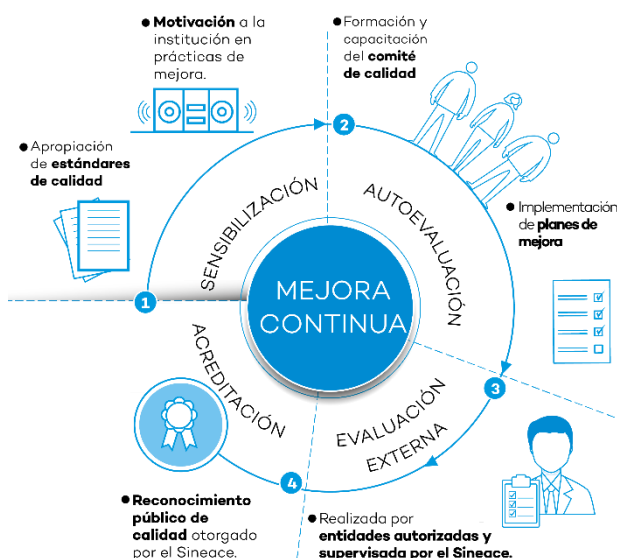 ● Motivación a la
institución en
prácticas de
mejora.
● Formación y
capacitación
del comité
de calidad
● Apropiación
de estándares
de calidad
● Implementación
de planes de
mejora
1
2
3
4
SENSIBILIZACIÓN
AUTOEVALUACIÓN
EVALUACIÓN
EXTERNA
ACREDITACIÓN
MEJORA
CONTINUA
● Reconocimiento
público de
calidad otorgado
por el Sineace.
● Realizada por
entidades autorizadas y
supervisada por el Sineace.